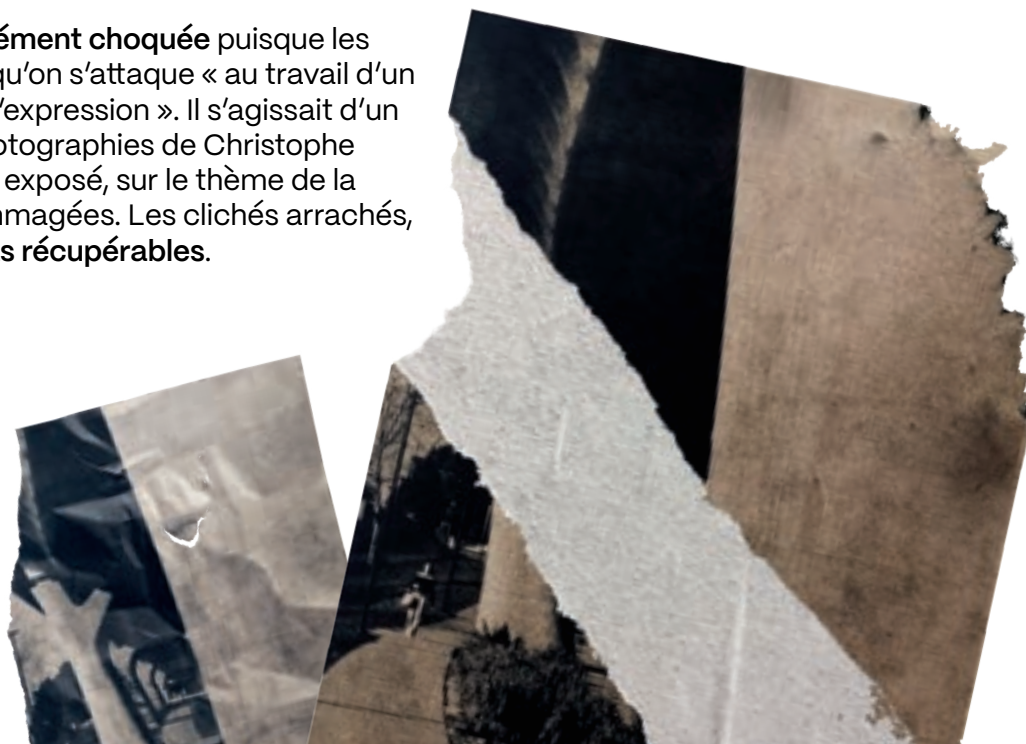 ément choquée puisque les
qu’on s’attaque « au travail d’un
’expression ». Il s’agissait d’un
otographies de Christophe
exposé, sur le thème de la
mmagées. Les clichés arrachés,
s récupérables.